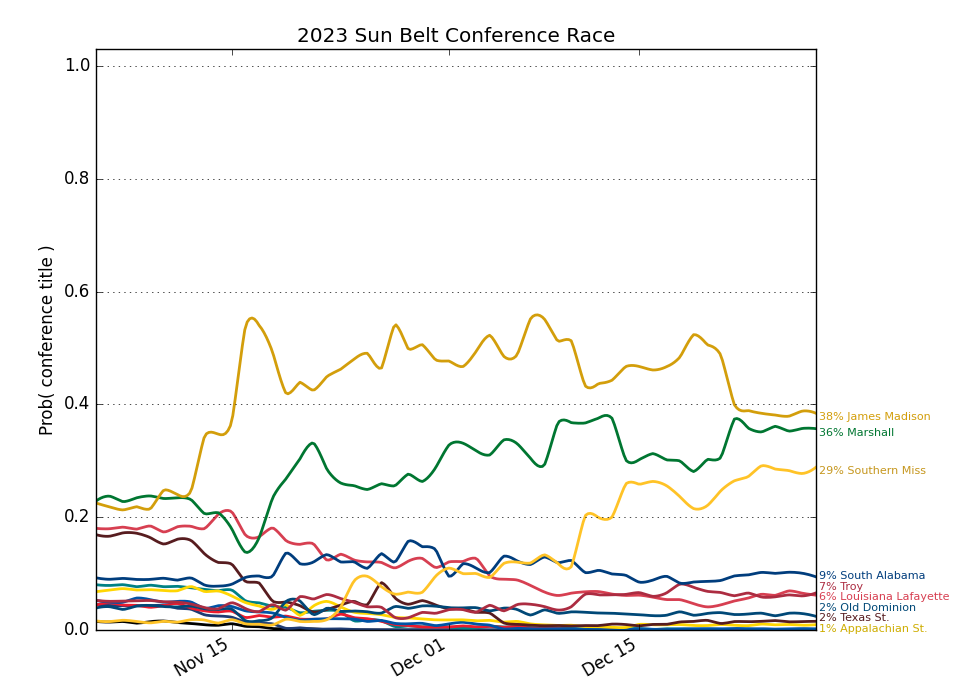 2023 Sun Belt Conference Race
Prob( conference title )
1.0
0.8
0.6
0.4
0.2
0.0
38% James Madison
36% Marshall
29% Southern Miss
9% South Alabama
7% Troy
6% Louisiana Lafayette
2% Old Dominion
2% Texas St.
1% Appalachian St.
Nov 15
Dec 01
Dec 15